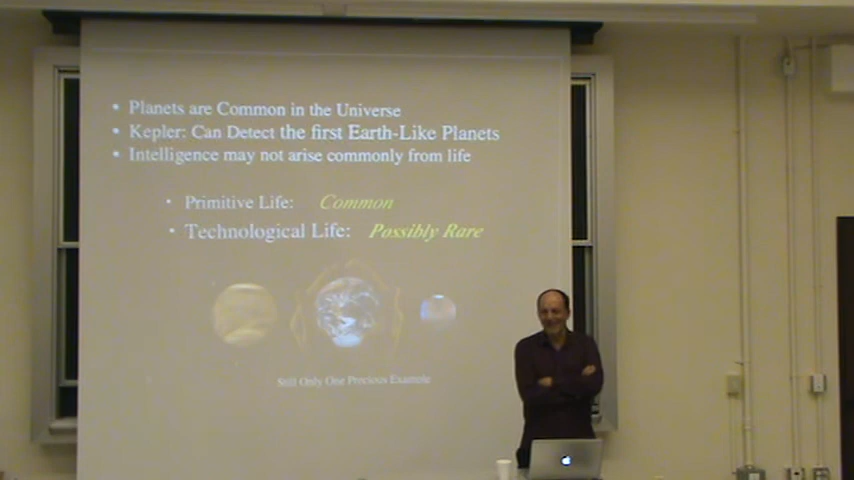 • Planets are Common in the Universe
• Kepler: Can Detect the first Earth-Like Planets
• Intelligence may not arise commonly from life
• Primitive Life: Common
• Technological Life: Possibly Rare
Still Only One Precious Example